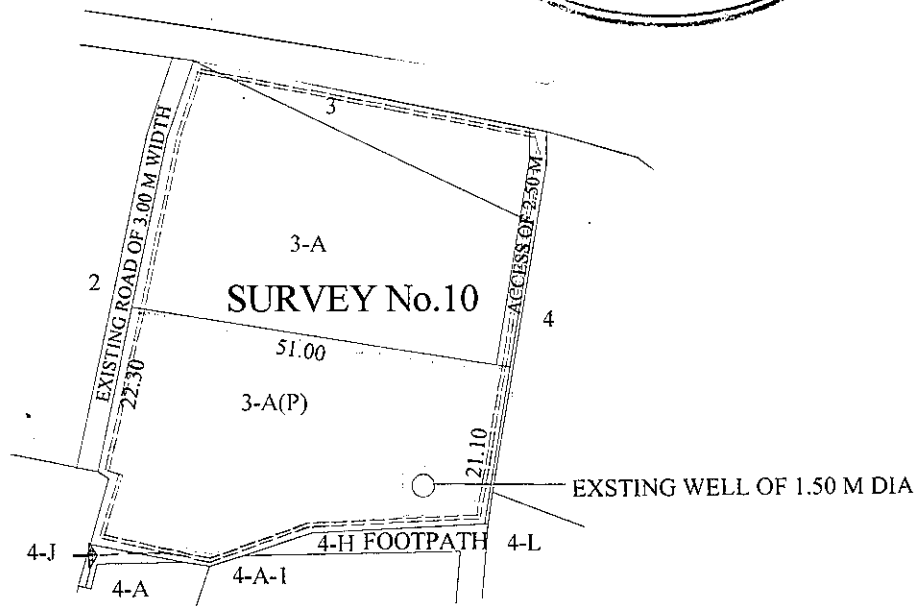 3
EXISTING ROAD OF 3.00 M WIDTH
ACCESS OF 2.50 M
3-A
2
SURVEY No.10
4
51.00
22.30
3-A(P)
21.10
EXSTING WELL OF 1.50 M DIA
4-H FOOTPATH
4-L
4-J
4-A
4-A-1